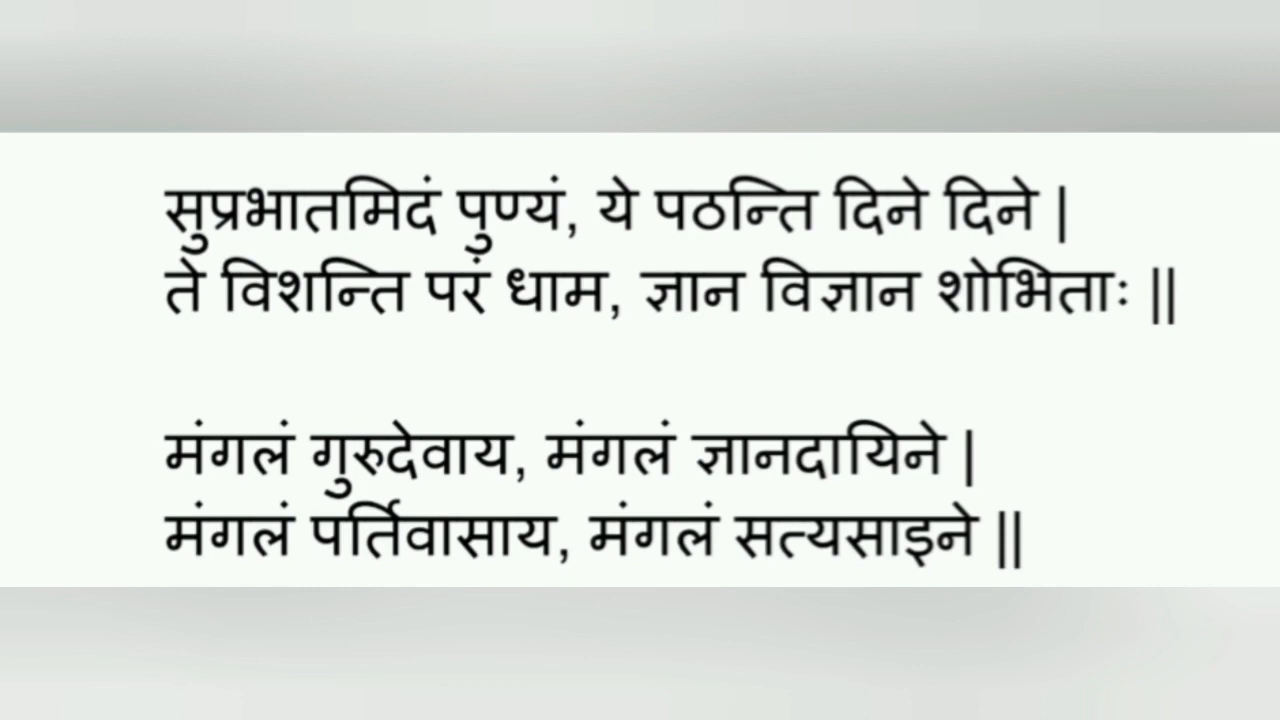 सुप्रभातमिदं पुण्यं, ये पठन्ति दिने दिने |
ते विशन्ति परं धाम, ज्ञान विज्ञान शोभिताः ||
मंगलं गुरुदेवाय, मंगलं ज्ञानदायिने |
मंगलं पर्तिवासाय, मंगलं सत्यसाइने ||